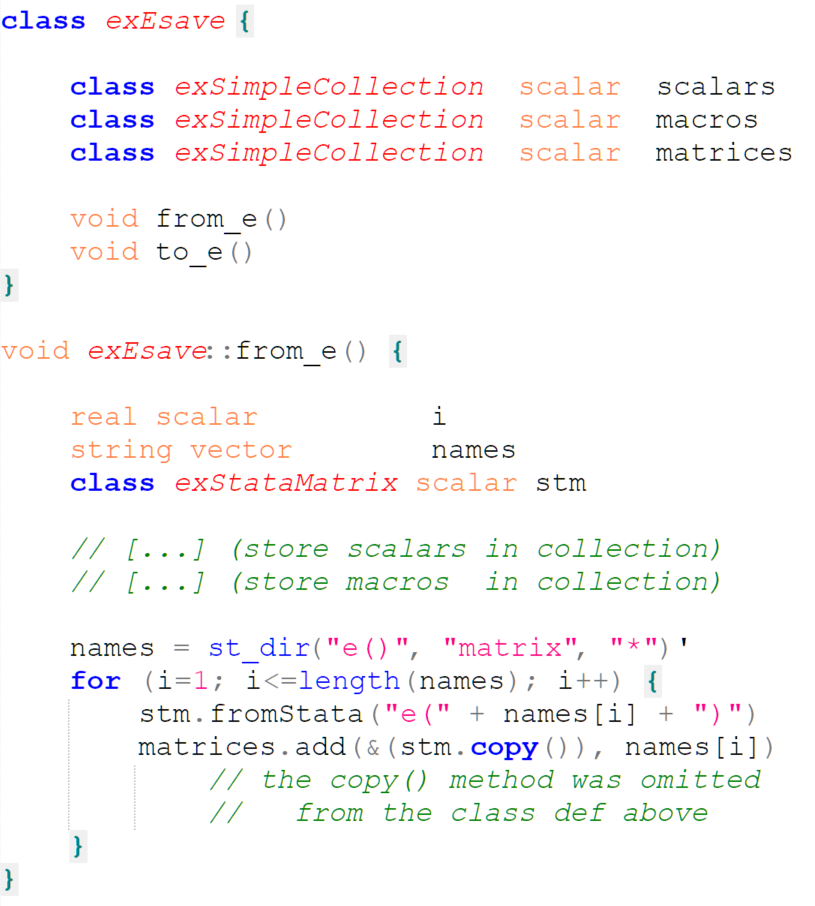 class exEsave {
class exSimpleCollection scalar scalars
class exSimpleCollection scalar macros
class exSimpleCollection scalar matrices
void from_e()
void to_e()
}
void exEsave::from_e() {
real scalar i
string vector names
class exStataMatrix scalar stm
// [...] (store scalars in collection)
// [...] (store macros in collection)
names = st_dir("e()", "matrix", "*")'
for (i=1; i<=length(names); i++) {
stm.fromStata("e(" + names[i] + ")")
matrices.add(&(stm.copy()), names[i])
// the copy() method was omitted
// from the class def above
}
}